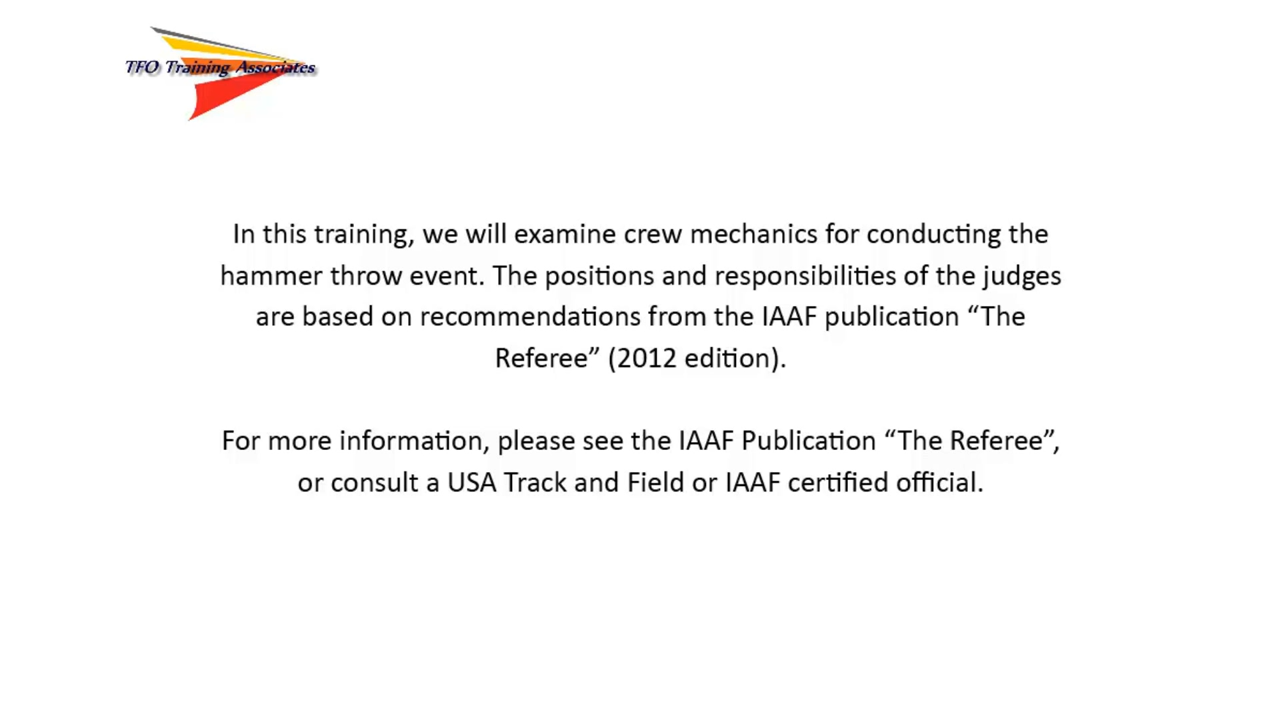 TFO Training Associates
In this training, we will examine crew mechanics for conducting the
hammer throw event. The positions and responsibilities of the judges
are based on recommendations from the IAAF publication “The
Referee” (2012 edition).
For more information, please see the IAAF Publication “The Referee”,
or consult a USA Track and Field or IAAF certified official.